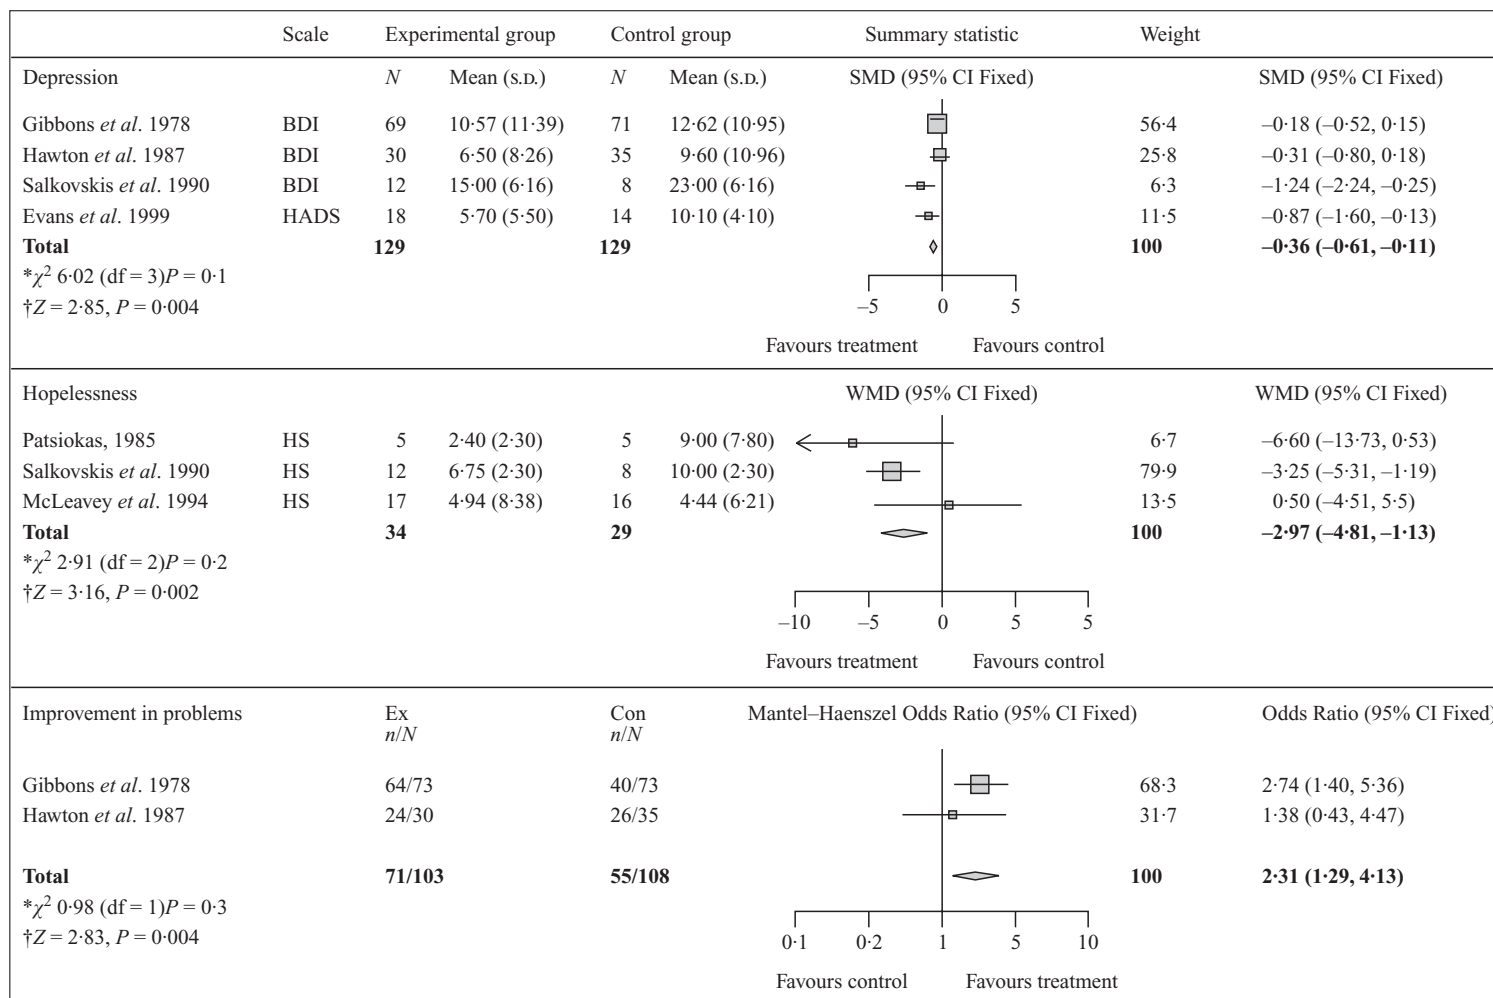 Scale Experimental group Control group Summary statistic Weight
Depression N Mean (S.D.) N Mean (S.D.) SMD (95% CI Fixed) SMD (95% CI Fixed)
Gibbons et al. 1978 BDI 69 10·57 (11·39) 71 12·62 (10·95) 56·4 –0·18 (–0·52, 0·15)
Hawton et al. 1987 BDI 30 6·50 (8·26) 35 9·60 (10·96) 25·8 –0·31 (–0·80, 0·18)
Salkovskis et al. 1990 BDI 12 15·00 (6·16) 8 23·00 (6·16) 6·3 –1·24 (–2·24, –0·25)
Evans et al. 1999 HADS 18 5·70 (5·50) 14 10·10 (4·10) 11·5 –0·87 (–1·60, –0·13)
Total 129 129 100 –0·36 (–0·61, –0·11)
*χ² 6·02 (df = 3)P = 0·1
†Z = 2·85, P = 0·004
–5 0 5
Favours treatment Favours control
Hopelessness WMD (95% CI Fixed) WMD (95% CI Fixed)
Patsiokas, 1985 HS 5 2·40 (2·30) 5 9·00 (7·80) 6·7 –6·60 (–13·73, 0·53)
Salkovskis et al. 1990 HS 12 6·75 (2·30) 8 10·00 (2·30) 79·9 –3·25 (–5·31, –1·19)
McLeavey et al. 1994 HS 17 4·94 (8·38) 16 4·44 (6·21) 13·5 0·50 (–4·51, 5·5)
Total 34 29 100 –2·97 (–4·81, –1·13)
*χ² 2·91 (df = 2)P = 0·2
†Z = 3·16, P = 0·002
–10 –5 0 5 5
Favours treatment Favours control
Improvement in problems Ex Con Mantel–Haenszel Odds Ratio (95% CI Fixed) Odds Ratio (95% CI Fixed)
n/N n/N
Gibbons et al. 1978 64/73 40/73 68·3 2·74 (1·40, 5·36)
Hawton et al. 1987 24/30 26/35 31·7 1·38 (0·43, 4·47)
Total 71/103 55/108 100 2·31 (1·29, 4·13)
*χ² 0·98 (df = 1)P = 0·3
†Z = 2·83, P = 0·004
0·1 0·2 1 5 10
Favours control Favours treatment